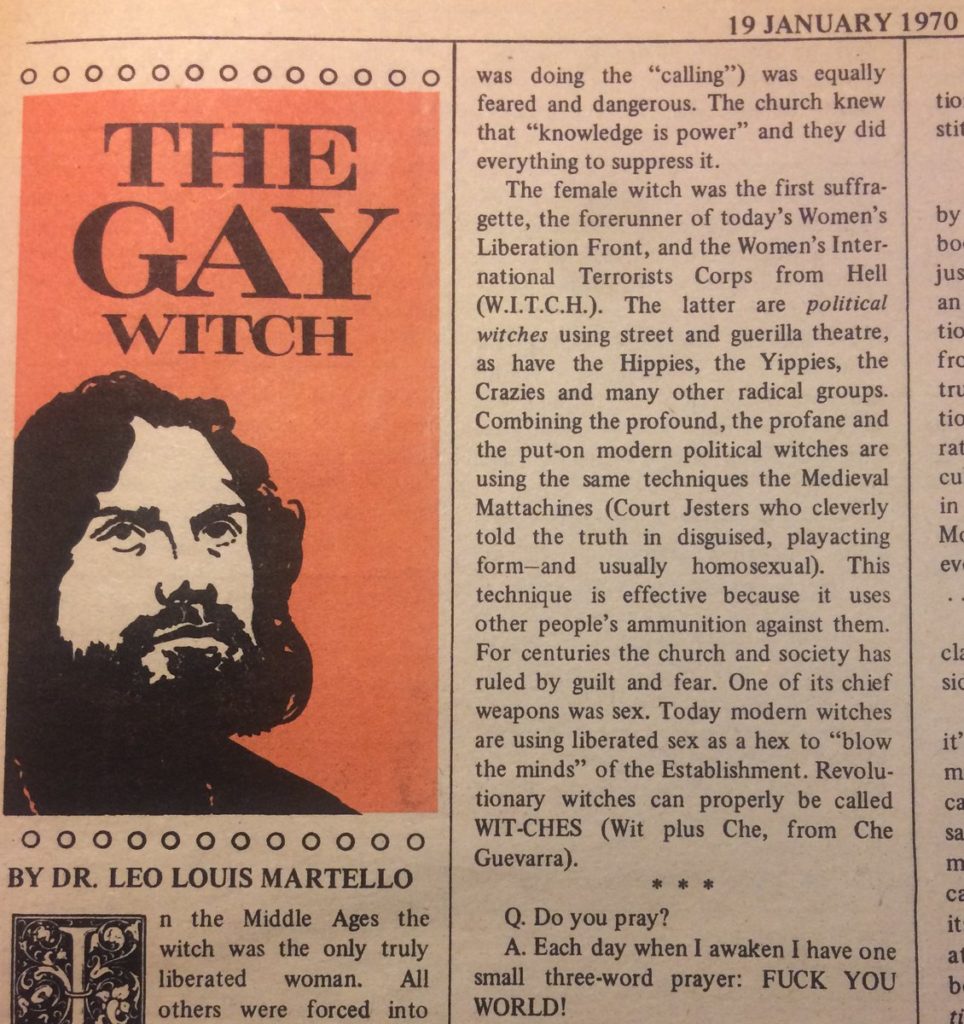 19 JANUARY 1970
THE
GAY
WITCH
BY DR. LEO LOUIS MARTELLO
In the Middle Ages the
witch was the only truly
liberated woman. All
others were forced into
was doing the “calling”) was equally
feared and dangerous. The church knew
that “knowledge is power” and they did
everything to suppress it.
The female witch was the first suffra-
gette, the forerunner of today’s Women’s
Liberation Front, and the Women’s Inter-
national Terrorists Corps from Hell
(W.I.T.C.H.). The latter are political
witches using street and guerilla theatre,
as have the Hippies, the Yippies, the
Crazies and many other radical groups.
Combining the profound, the profane and
the put-on modern political witches are
using the same techniques the Medieval
Mattachines (Court Jesters who cleverly
told the truth in disguised, playacting
form—and usually homosexual). This
technique is effective because it uses
other people’s ammunition against them.
For centuries the church and society has
ruled by guilt and fear. One of its chief
weapons was sex. Today modern witches
are using liberated sex as a hex to “blow
the minds” of the Establishment. Revolu-
tionary witches can properly be called
WIT-CHES (Wit plus Che, from Che
Guevarra).
* * *
Q. Do you pray?
A. Each day when I awaken I have one
small three-word prayer: FUCK YOU
WORLD!